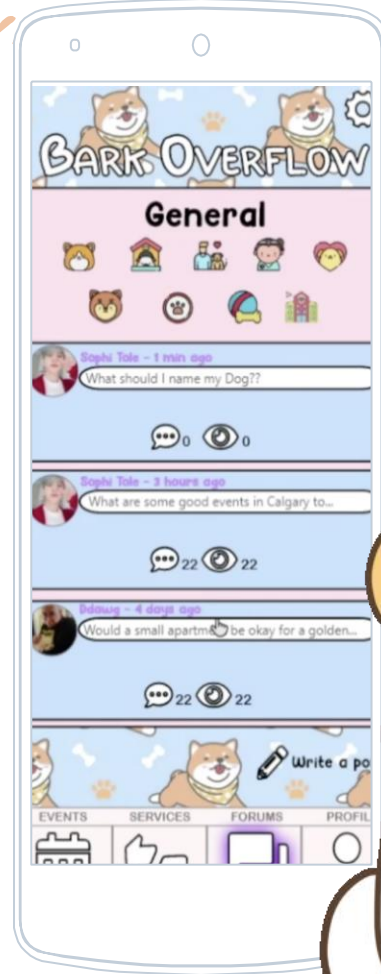 BARK OVERFLOW
General
Sophi Tale - 1 min ago
What should I name my Dog??
0 0
Sophi Tale - 3 hours ago
What are some good events in Calgary to...
22 22
Ddawg - 4 days ago
Would a small apartm be okay for a golden...
22 22
Write a po
EVENTS SERVICES FORUMS PROFIL